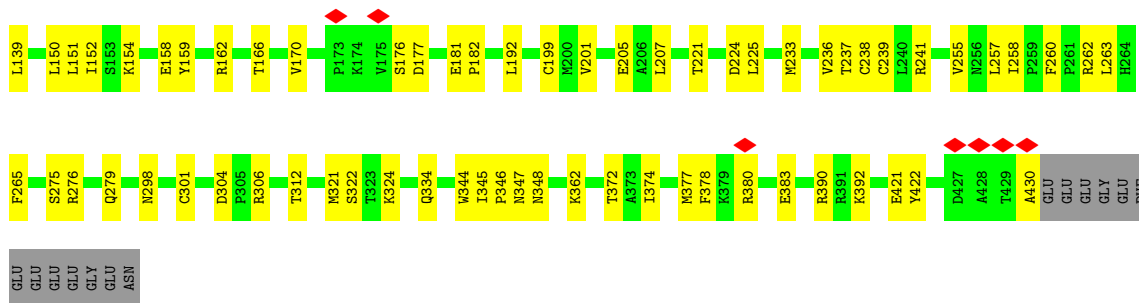 L139 L150 L151 I152 S153 K154 E158 Y159 R162 T166 V170 P173 K174 V175 S176 D177 E181 P182 L192 C199 M200 V201 E205 A206 L207 T221 D224 L225 M233 V236 T237 C238 C239 L240 R241 V255 N256 L257 I258 P259 F260 P261 R262 L263 H264
F265 S275 R276 Q279 N298 C301 D304 P305 R306 T312 M321 S322 T323 K324 Q334 W344 I345 P346 N347 N348 K362 T372 A373 I374 M377 F378 K379 R380 E383 R390 R391 K392 E421 Y422 D427 A428 T429 A430 GLU GLU GLU GLY GLU
GLU GLU GLU GLU GLY GLU ASN